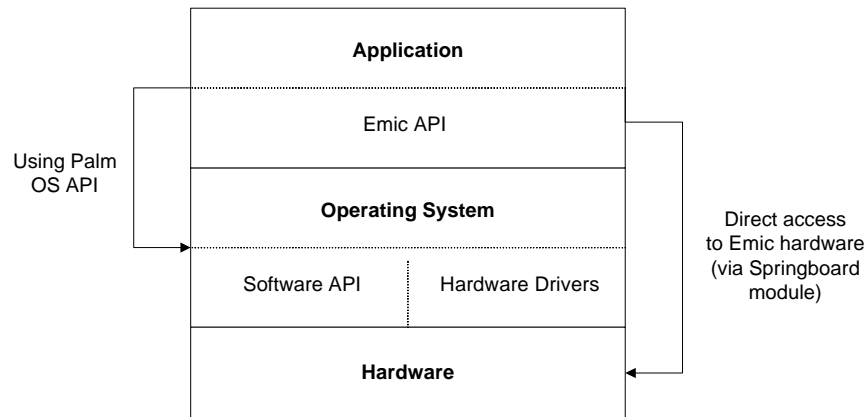 Application
Emic API
Using Palm
OS API
Operating System
Direct access
to Emic hardware
(via Springboard
module)
Software API
Hardware Drivers
Hardware